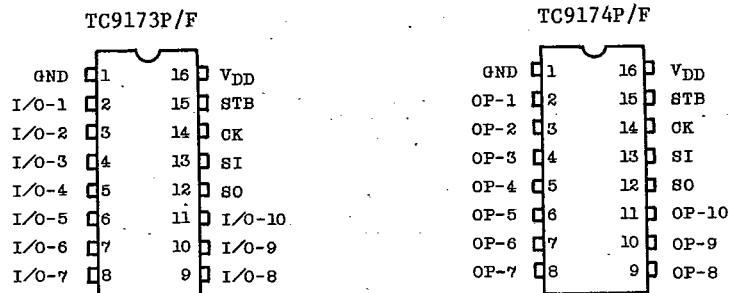 TC9173P/F
GND 1 16 VDD
I/O-1 2 15 STB
I/O-2 3 14 CK
I/O-3 4 13 SI
I/O-4 5 12 SO
I/O-5 6 11 I/O-10
I/O-6 7 10 I/O-9
I/O-7 8 9 I/O-8
TC9174P/F
GND 1 16 VDD
OP-1 2 15 STB
OP-2 3 14 CK
OP-3 4 13 SI
OP-4 5 12 SO
OP-5 6 11 OP-10
OP-6 7 10 OP-9
OP-7 8 9 OP-8